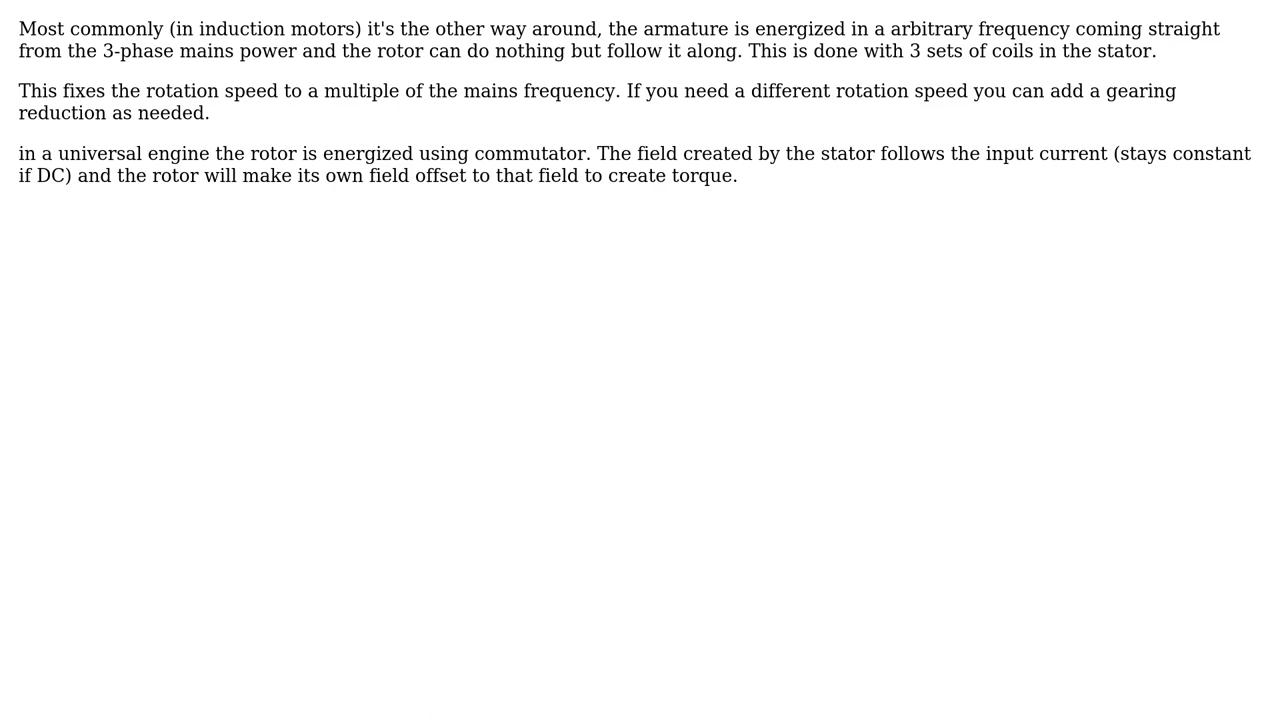 Most commonly (in induction motors) it's the other way around, the armature is energized in a arbitrary frequency coming straight
from the 3-phase mains power and the rotor can do nothing but follow it along. This is done with 3 sets of coils in the stator.
This fixes the rotation speed to a multiple of the mains frequency. If you need a different rotation speed you can add a gearing
reduction as needed.
in a universal engine the rotor is energized using commutator. The field created by the stator follows the input current (stays constant
if DC) and the rotor will make its own field offset to that field to create torque.